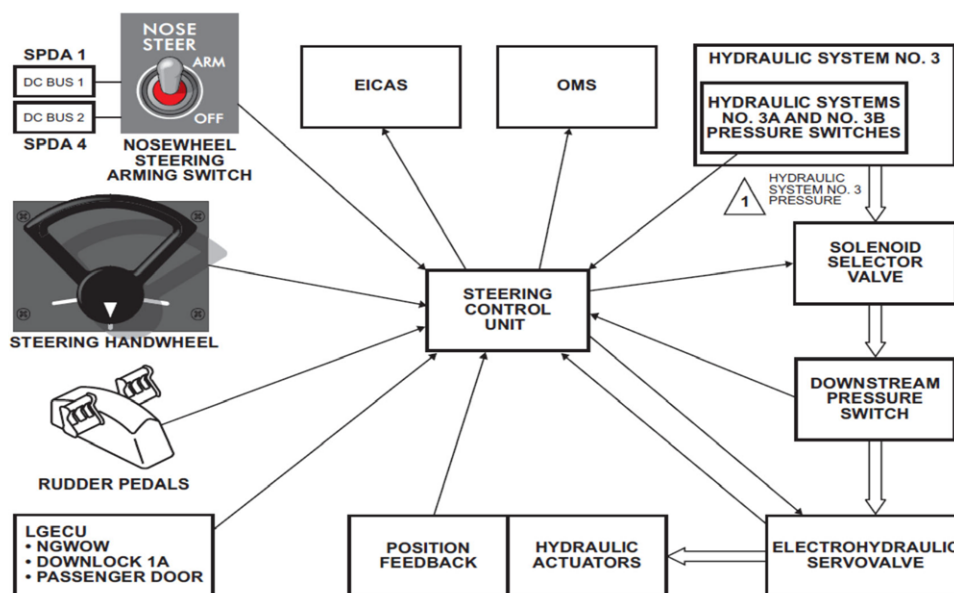 SPDA 1
DC BUS 1
DC BUS 2
SPDA 4
NOSE
STEER
ARM
OFF
NOSEWHEEL
STEERING
ARMING SWITCH
EICAS
OMS
HYDRAULIC SYSTEM NO. 3
HYDRAULIC SYSTEMS
NO. 3A AND NO. 3B
PRESSURE SWITCHES
1
HYDRAULIC
SYSTEM NO. 3
PRESSURE
SOLENOID
SELECTOR
VALVE
STEERING
CONTROL
UNIT
STEERING HANDWHEEL
DOWNSTREAM
PRESSURE
SWITCH
RUDDER PEDALS
LGECU
• NGWOW
• DOWNLOCK 1A
• PASSENGER DOOR
POSITION
FEEDBACK
HYDRAULIC
ACTUATORS
ELECTROHYDRAULIC
SERVOVALVE